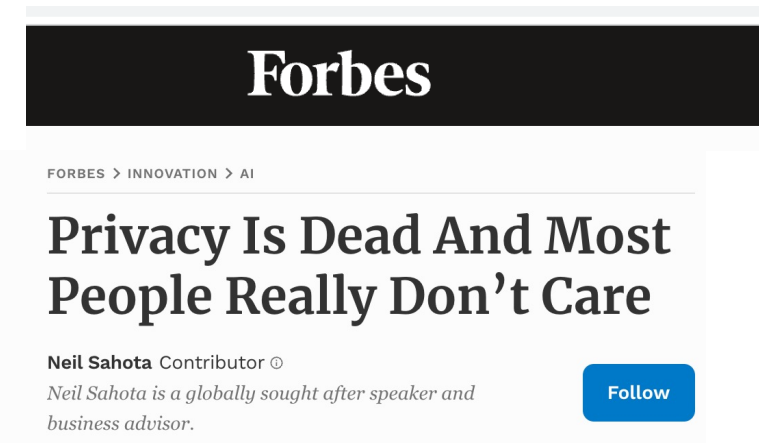 Forbes
FORBES > INNOVATION > AI
Privacy Is Dead And Most
People Really Don’t Care
Neil Sahota Contributor ⓘ
Neil Sahota is a globally sought after speaker and
business advisor.
Follow